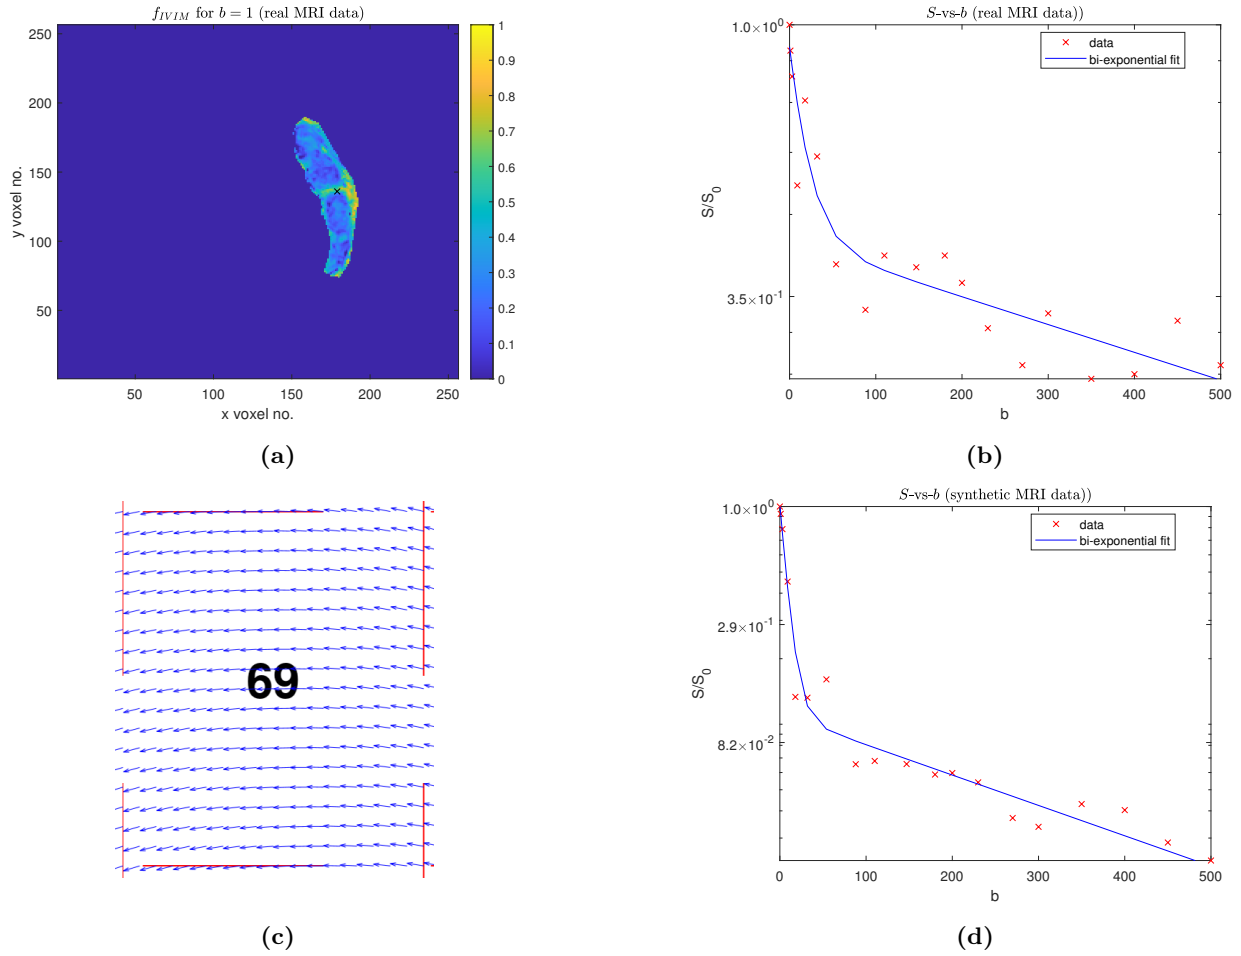 f_{IVIM} for b = 1 (real MRI data)
250
200
150
100
50
y voxel no.
50 100 150 200 250
x voxel no.
1
0.9
0.8
0.7
0.6
0.5
0.4
0.3
0.2
0.1
0
(a)
S-vs-b (real MRI data))
data
bi-exponential fit
1.0×10^0
3.5×10^{-1}
S/S_0
0 100 200 300 400 500
b
(b)
69
(c)
S-vs-b (synthetic MRI data))
data
bi-exponential fit
1.0×10^0
2.9×10^{-1}
8.2×10^{-2}
S/S_0
0 100 200 300 400 500
b
(d)